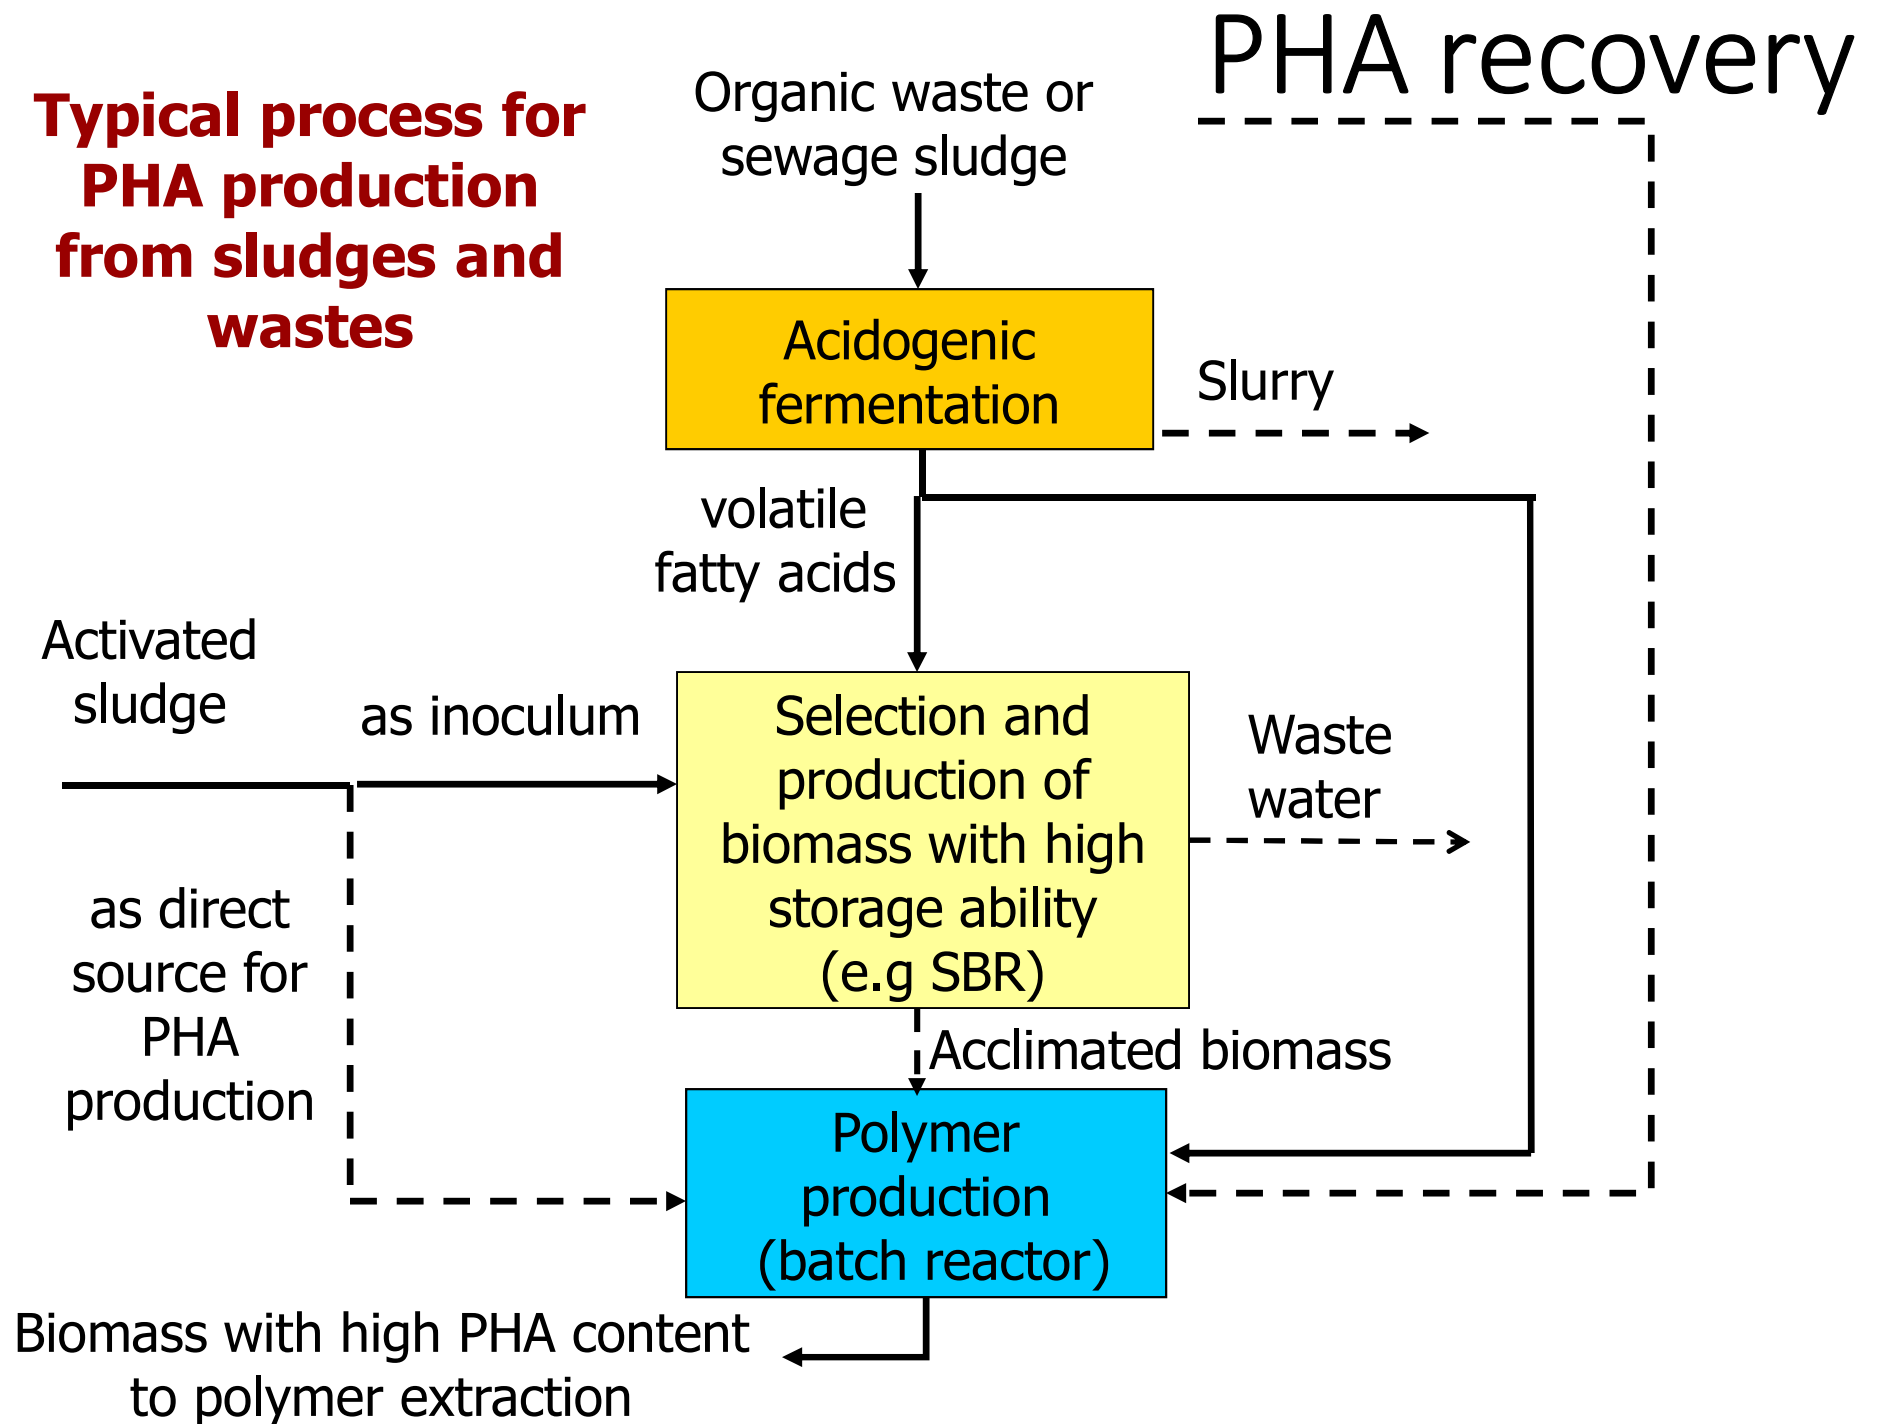 PHA recovery
Typical process for
PHA production
from sludges and
wastes
Organic waste or
sewage sludge
Acidogenic
fermentation
Slurry
volatile
fatty acids
Activated
sludge
as inoculum
Selection and
production of
biomass with high
storage ability
(e.g SBR)
Waste
water
as direct
source for
PHA
production
Acclimated biomass
Polymer
production
(batch reactor)
Biomass with high PHA content
to polymer extraction